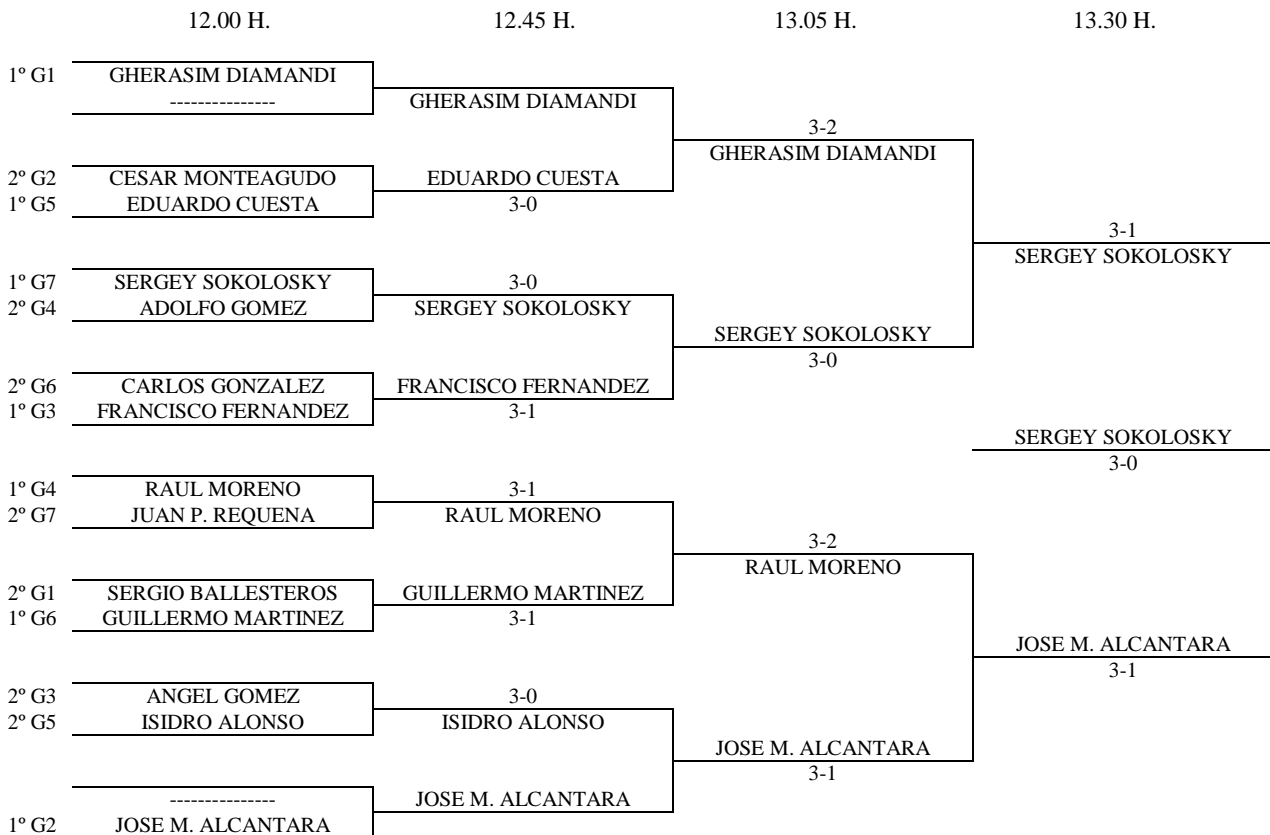 12.00 H. 12.45 H. 13.05 H. 13.30 H.
1º G1 GHERASIM DIAMANDI
--------------- GHERASIM DIAMANDI
3-2
GHERASIM DIAMANDI
2º G2 CESAR MONTEAGUDO EDUARDO CUESTA
1º G5 EDUARDO CUESTA 3-0
3-1
SERGEY SOKOLOSKY
1º G7 SERGEY SOKOLOSKY 3-0
2º G4 ADOLFO GOMEZ SERGEY SOKOLOSKY
SERGEY SOKOLOSKY
3-0
2º G6 CARLOS GONZALEZ FRANCISCO FERNANDEZ
1º G3 FRANCISCO FERNANDEZ 3-1
SERGEY SOKOLOSKY
3-0
1º G4 RAUL MORENO 3-1
2º G7 JUAN P. REQUENA RAUL MORENO
3-2
RAUL MORENO
2º G1 SERGIO BALLESTEROS GUILLERMO MARTINEZ
1º G6 GUILLERMO MARTINEZ 3-1
JOSE M. ALCANTARA
3-1
2º G3 ANGEL GOMEZ 3-0
2º G5 ISIDRO ALONSO ISIDRO ALONSO
JOSE M. ALCANTARA
3-1
--------------- JOSE M. ALCANTARA
1º G2 JOSE M. ALCANTARA